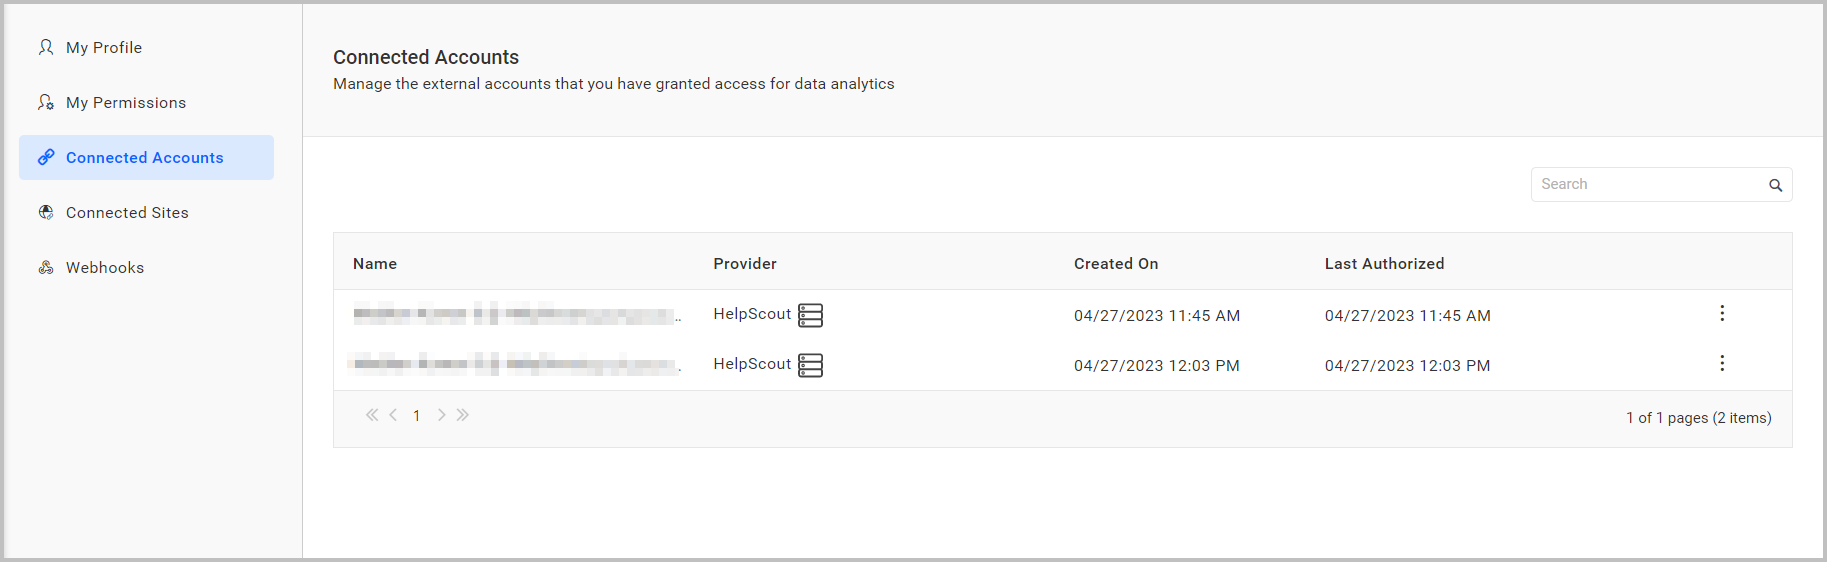 My Profile
My Permissions
Connected Accounts
Connected Sites
Webhooks
Connected Accounts
Manage the external accounts that you have granted access for data analytics
Search
Name Provider Created On Last Authorized
HelpScout 04/27/2023 11:45 AM 04/27/2023 11:45 AM
HelpScout 04/27/2023 12:03 PM 04/27/2023 12:03 PM
1
1 of 1 pages (2 items)